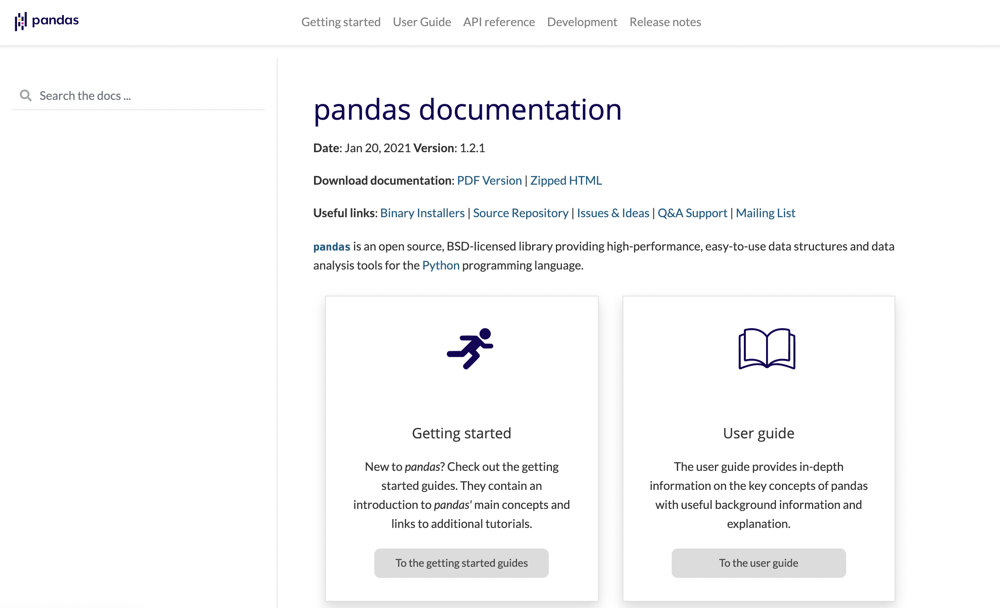 pandas
Getting started User Guide API reference Development Release notes
Search the docs ...
pandas documentation
Date: Jan 20, 2021 Version: 1.2.1
Download documentation: PDF Version | Zipped HTML
Useful links: Binary Installers | Source Repository | Issues & Ideas | Q&A Support | Mailing List
pandas is an open source, BSD-licensed library providing high-performance, easy-to-use data structures and data
analysis tools for the Python programming language.
Getting started
New to pandas? Check out the getting
started guides. They contain an
introduction to pandas' main concepts and
links to additional tutorials.
To the getting started guides
User guide
The user guide provides in-depth
information on the key concepts of pandas
with useful background information and
explanation.
To the user guide